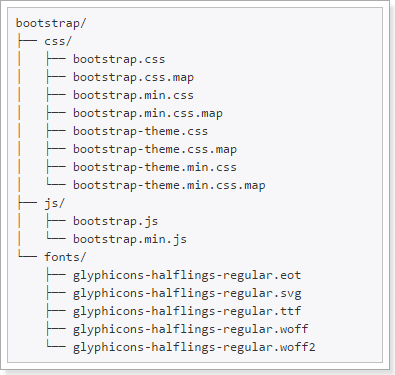 bootstrap/
├── css/
│   ├── bootstrap.css
│   ├── bootstrap.css.map
│   ├── bootstrap.min.css
│   ├── bootstrap.min.css.map
│   ├── bootstrap-theme.css
│   ├── bootstrap-theme.css.map
│   ├── bootstrap-theme.min.css
│   └── bootstrap-theme.min.css.map
├── js/
│   ├── bootstrap.js
│   └── bootstrap.min.js
└── fonts/
    ├── glyphicons-halflings-regular.eot
    ├── glyphicons-halflings-regular.svg
    ├── glyphicons-halflings-regular.ttf
    ├── glyphicons-halflings-regular.woff
    └── glyphicons-halflings-regular.woff2